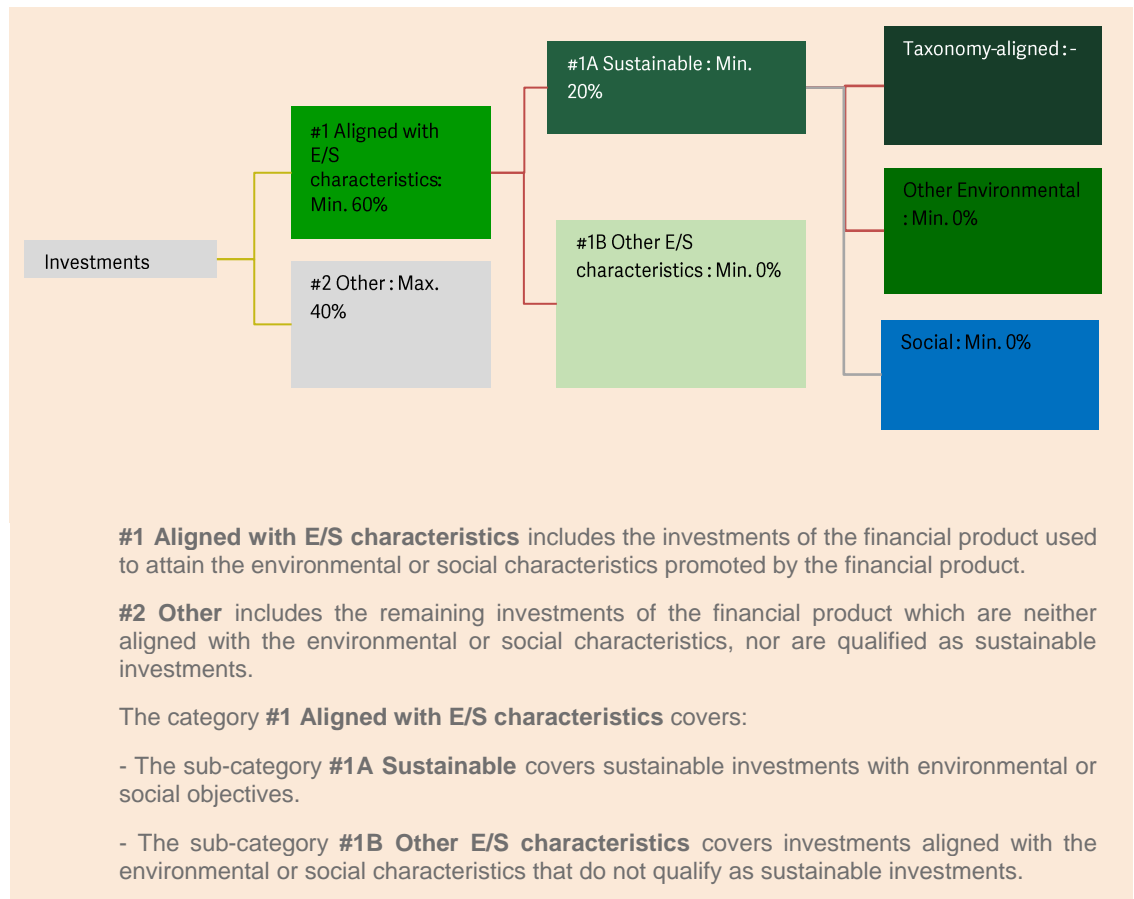 Investments
#1 Aligned with
E/S
characteristics:
Min. 60%
#2 Other : Max.
40%
#1A Sustainable : Min.
20%
#1B Other E/S
characteristics : Min. 0%
Taxonomy-aligned : -
Other Environmental
: Min. 0%
Social : Min. 0%
#1 Aligned with E/S characteristics includes the investments of the financial product used
to attain the environmental or social characteristics promoted by the financial product.
#2 Other includes the remaining investments of the financial product which are neither
aligned with the environmental or social characteristics, nor are qualified as sustainable
investments.
The category #1 Aligned with E/S characteristics covers:
- The sub-category #1A Sustainable covers sustainable investments with environmental or
social objectives.
- The sub-category #1B Other E/S characteristics covers investments aligned with the
environmental or social characteristics that do not qualify as sustainable investments.